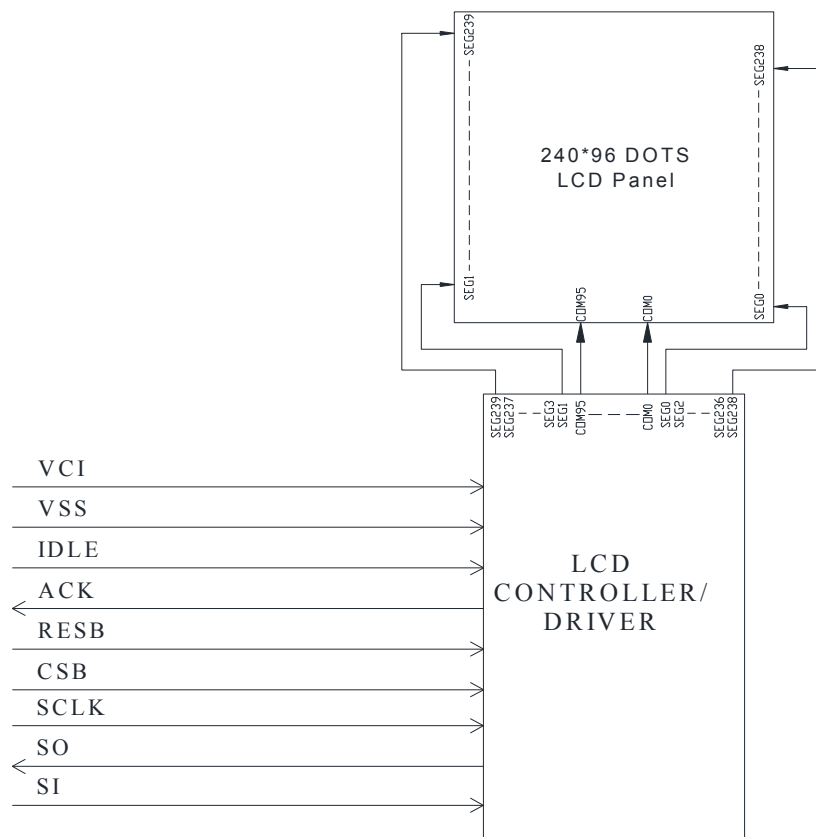 SEG239
SEG238
240*96 DOTS
LCD Panel
SEG1
COM95
COM0
SEG0
SEG239
SEG237
SEG3
SEG1
COM95
COM0
SEG0
SEG2
SEG236
SEG238
VCI
VSS
IDLE
ACK
RESB
CSB
SCLK
SO
SI
LCD
CONTROLLER/
DRIVER